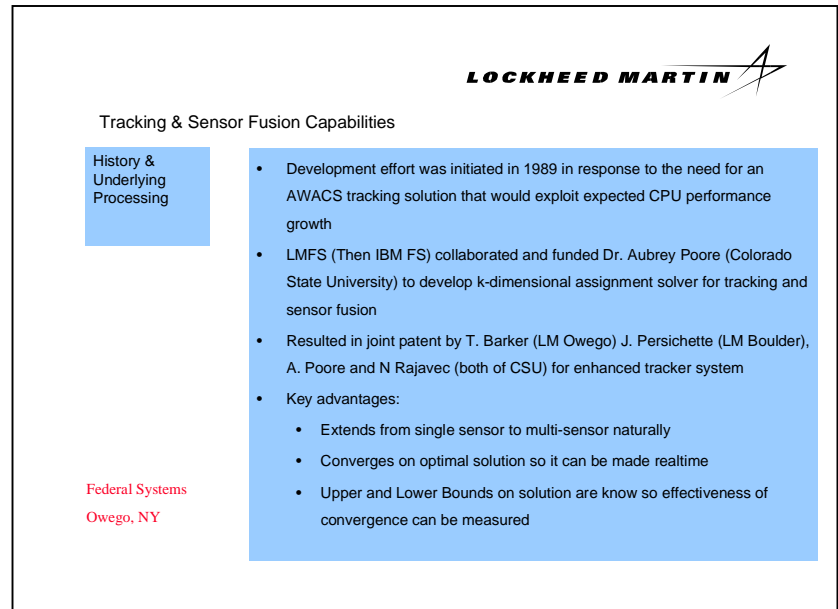 LOCKHEED MARTIN
Tracking & Sensor Fusion Capabilities
History &
Underlying
Processing
• Development effort was initiated in 1989 in response to the need for an
AWACS tracking solution that would exploit expected CPU performance
growth
• LMFS (Then IBM FS) collaborated and funded Dr. Aubrey Poore (Colorado
State University) to develop k-dimensional assignment solver for tracking and
sensor fusion
• Resulted in joint patent by T. Barker (LM Owego) J. Persichette (LM Boulder),
A. Poore and N Rajavec (both of CSU) for enhanced tracker system
• Key advantages:
• Extends from single sensor to multi-sensor naturally
• Converges on optimal solution so it can be made realtime
• Upper and Lower Bounds on solution are know so effectiveness of
convergence can be measured
Federal Systems
Owego, NY